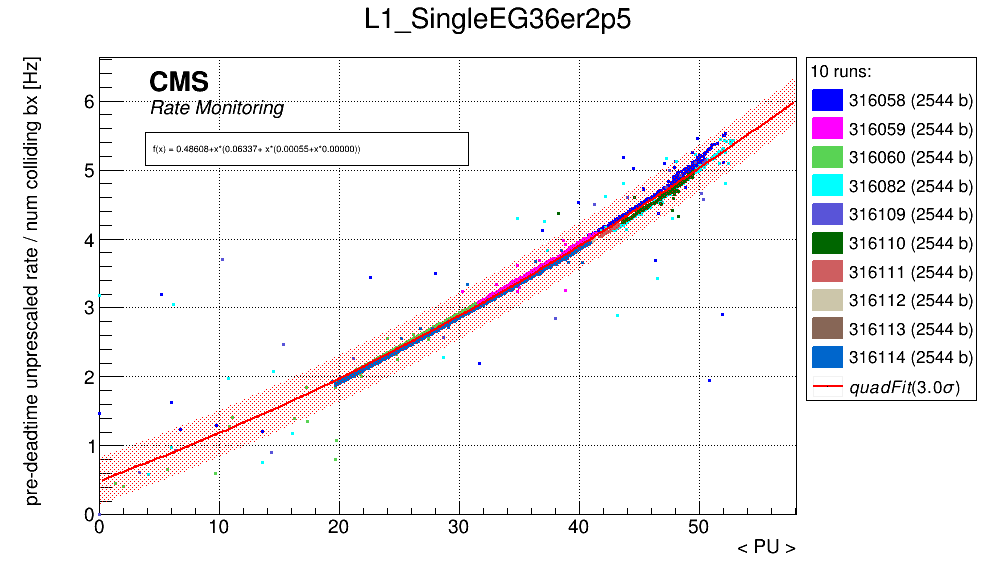 L1_SingleEG36er2p5
pre-deadtime unprescaled rate / num colliding bx [Hz]
CMS
Rate Monitoring
f(x) = 0.48608+x*(0.06337+ x*(0.00055+x*0.00000))
6
5
4
3
2
1
0
0 10 20 30 40 50
< PU >
10 runs:
316058 (2544 b)
316059 (2544 b)
316060 (2544 b)
316082 (2544 b)
316109 (2544 b)
316110 (2544 b)
316111 (2544 b)
316112 (2544 b)
316113 (2544 b)
316114 (2544 b)
quadFit(3.0σ)